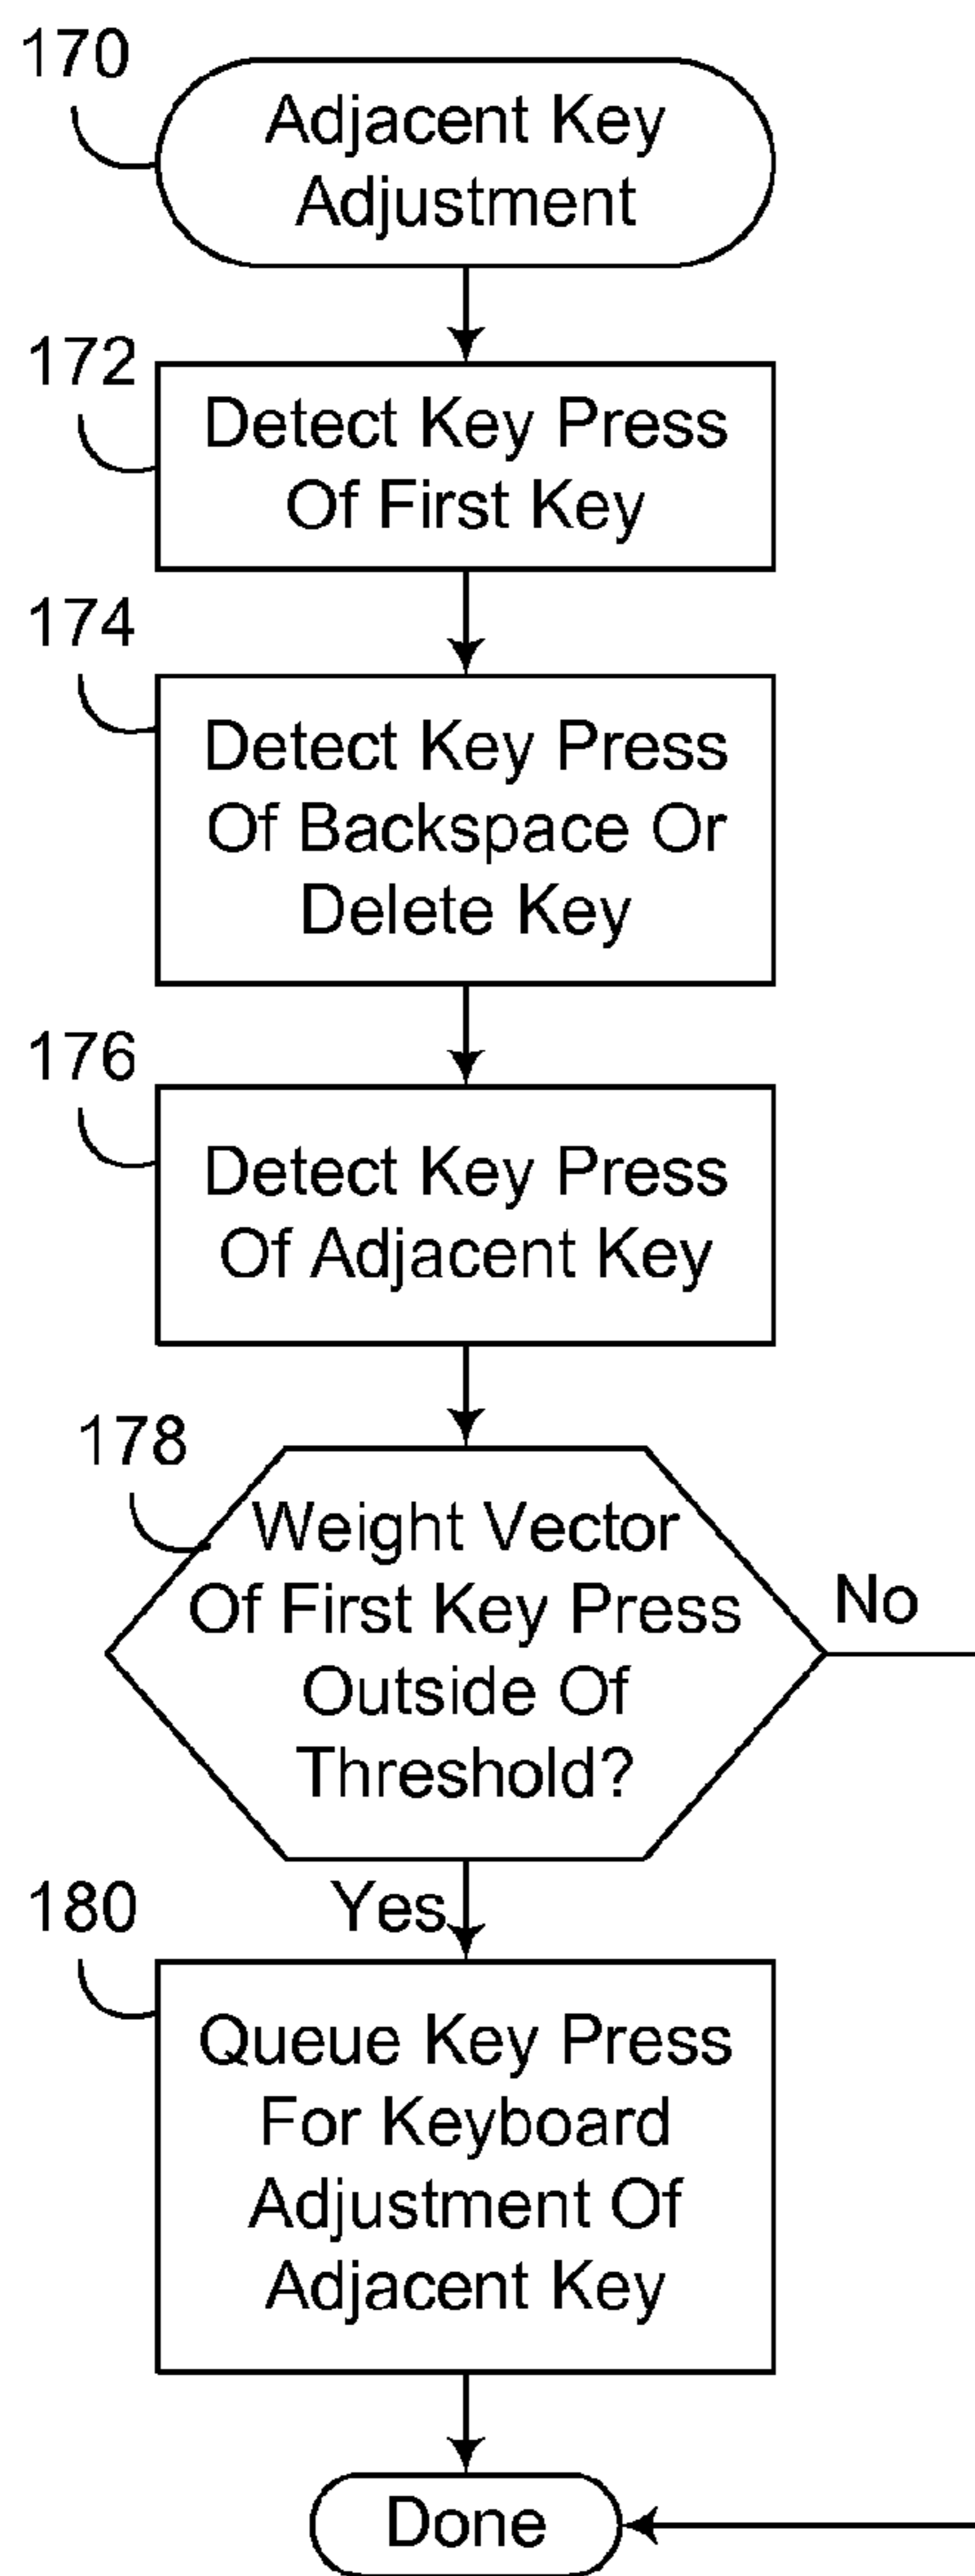 170
Adjacent Key
Adjustment
172
Detect Key Press
Of First Key
174
Detect Key Press
Of Backspace Or
Delete Key
176
Detect Key Press
Of Adjacent Key
178
Weight Vector
Of First Key Press
Outside Of
Threshold?
No
Yes
180
Queue Key Press
For Keyboard
Adjustment Of
Adjacent Key
Done